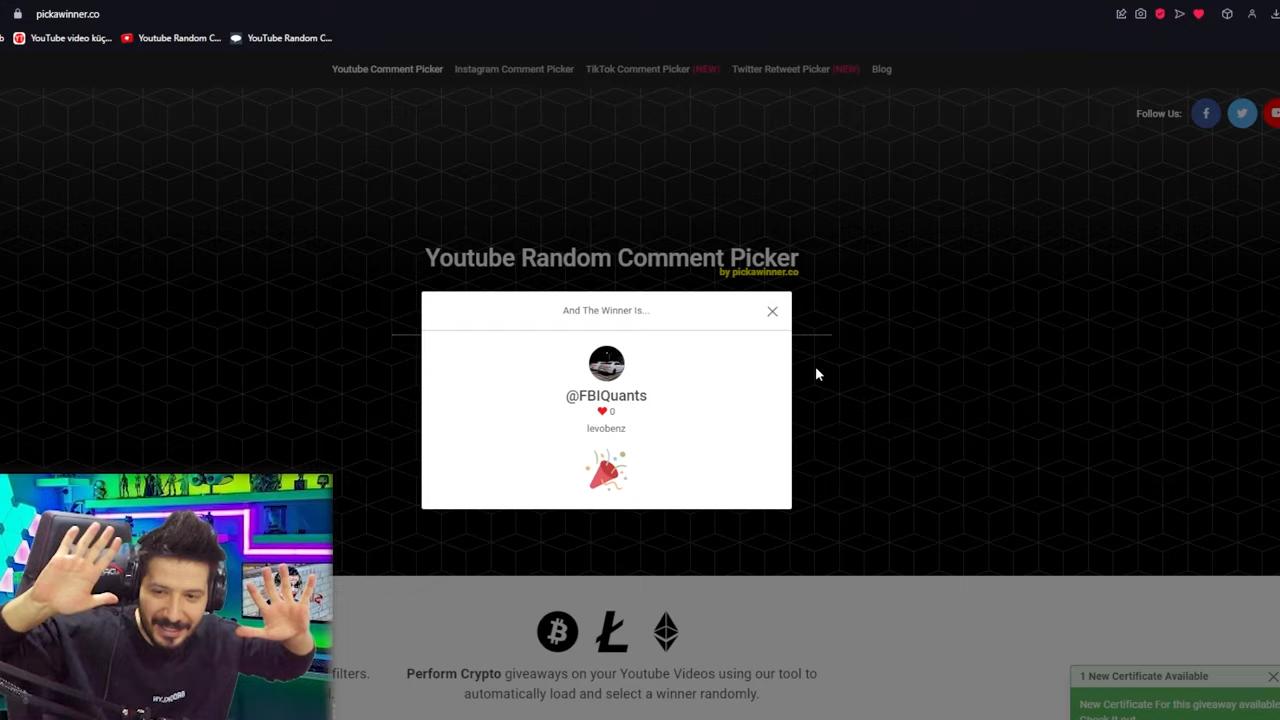 pickawinner.co
YouTube video küç...
Youtube Random C...
YouTube Random C...
Youtube Comment Picker
Instagram Comment Picker
TikTok Comment Picker (NEW)
Twitter Retweet Picker (NEW)
Blog
Follow Us:
Youtube Random Comment Picker
by pickawinner.co
And The Winner Is...
@FBIQuants
0
levobenz
filters.
Perform Crypto giveaways on your Youtube Videos using our tool to
automatically load and select a winner randomly.
1 New Certificate Available
New Certificate For this giveaway available
Check It out